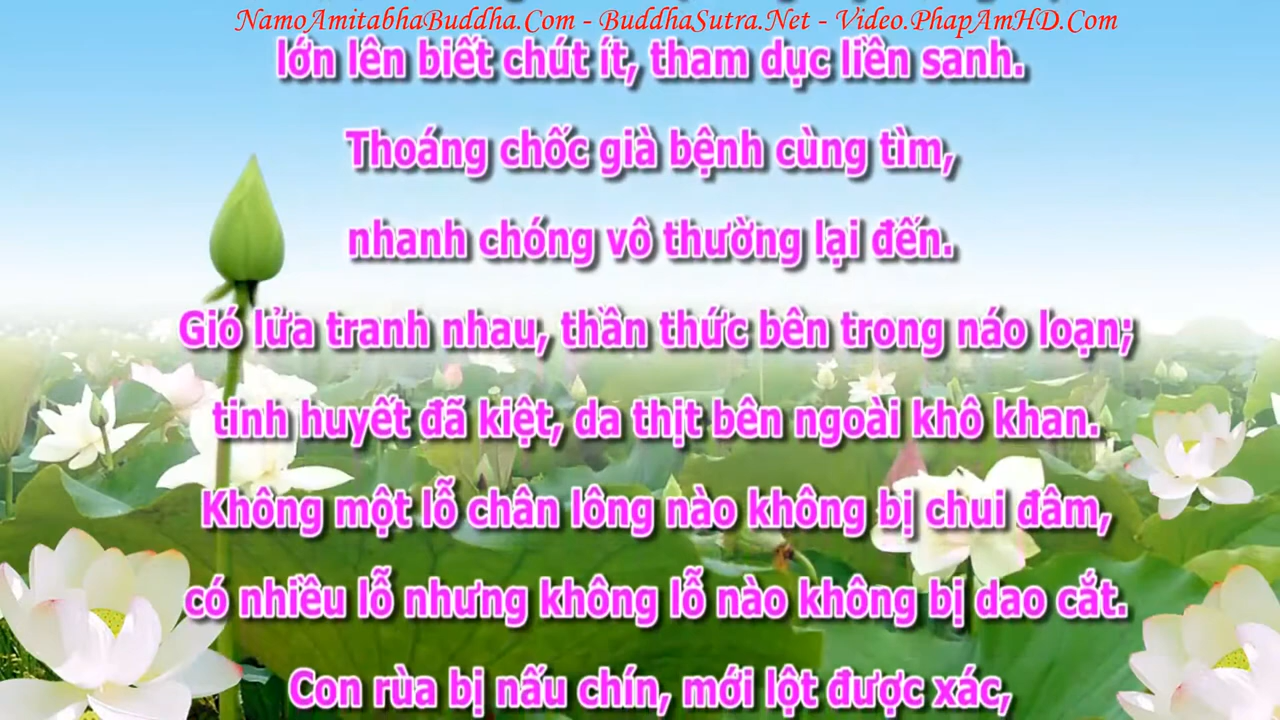 NamoAmitabhaBuddha.Com - BuddhaSutra.Net - Video.PhapAmHD.Com
lớn lên biết chút ít, tham dục liền sanh.
Thoáng chốc già bệnh cùng tìm,
nhanh chóng vô thường lại đến.
Gió lửa tranh nhau, thần thức bên trong náo loạn;
tinh huyết đã kiệt, da thịt bên ngoài khô khan.
Không một lỗ chân lông nào không bị chui đâm,
có nhiều lỗ nhưng không lỗ nào không bị dao cắt.
Con rùa bị nấu chín, mới lột được xác,